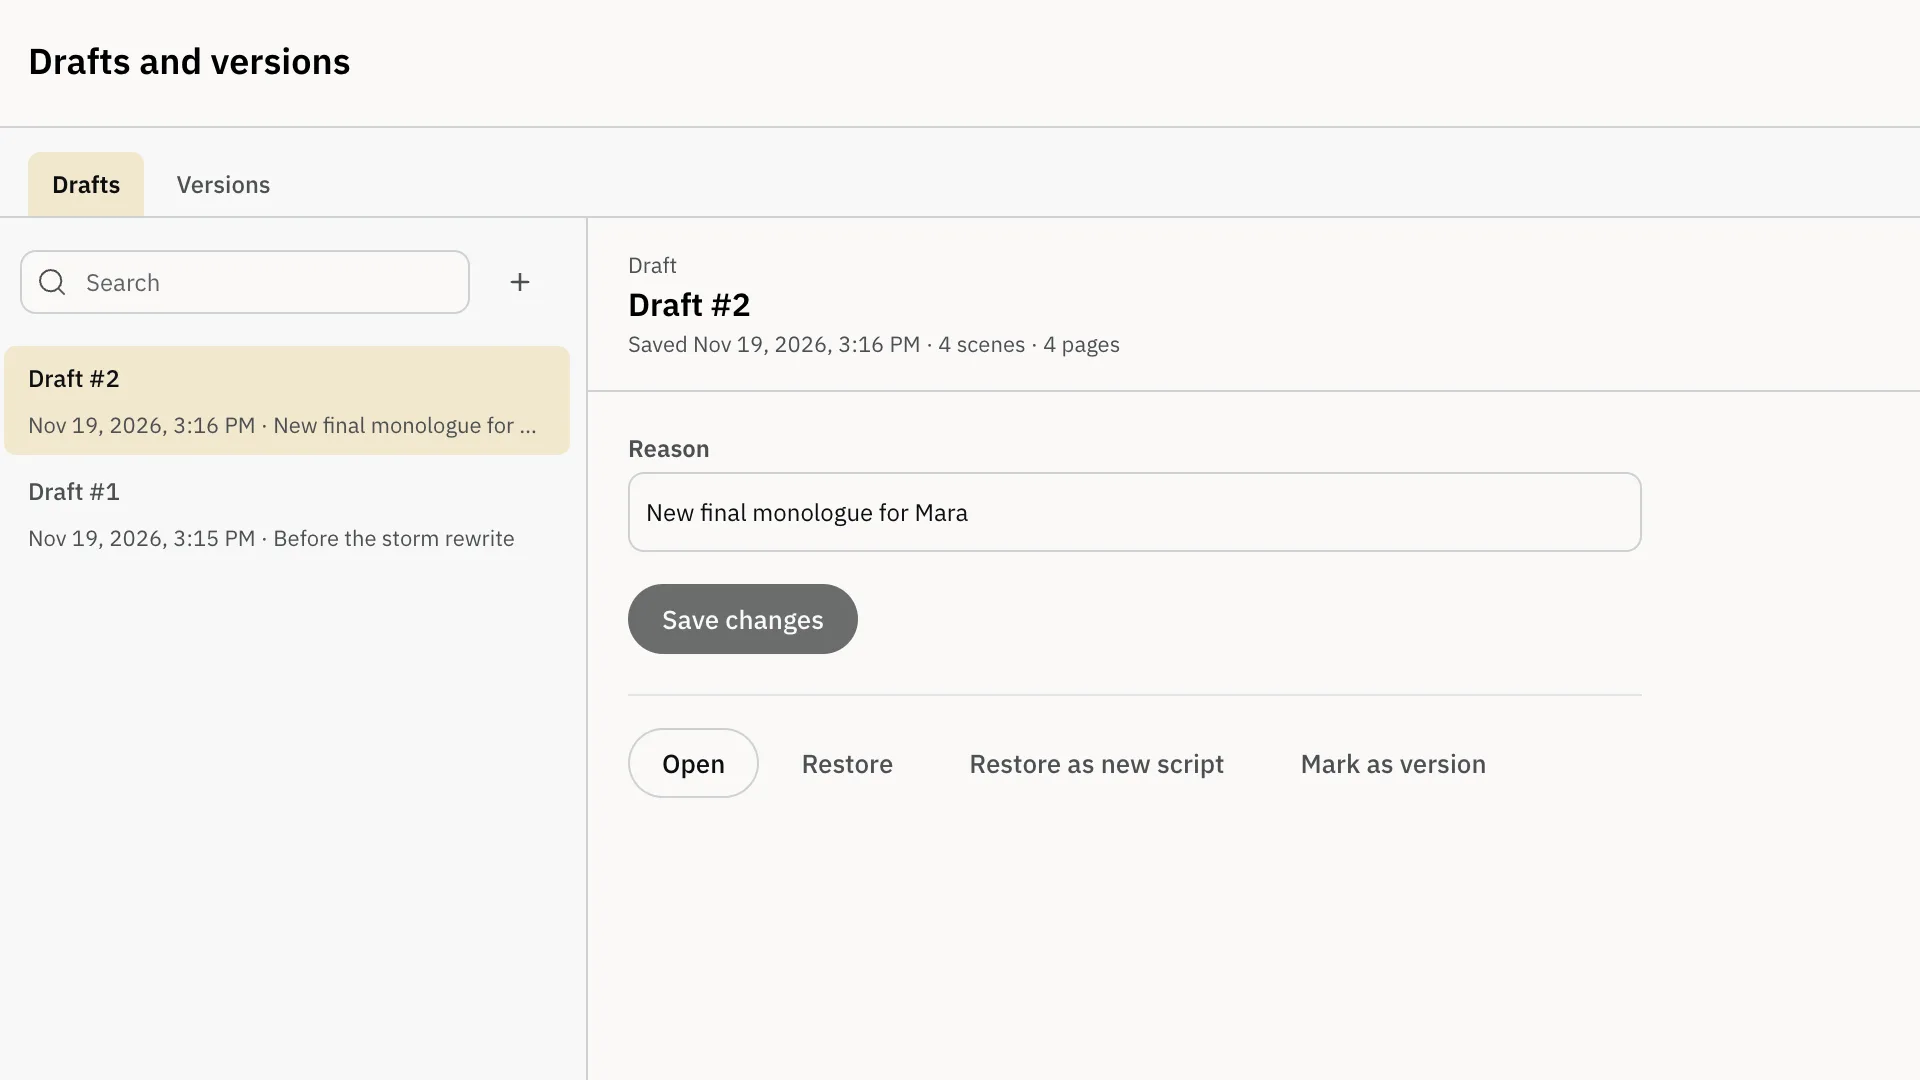 Drafts and versions
Drafts
Versions
Search
+
Draft #2
Nov 19, 2026, 3:16 PM · New final monologue for ...
Draft #1
Nov 19, 2026, 3:15 PM · Before the storm rewrite
Draft
Draft #2
Saved Nov 19, 2026, 3:16 PM · 4 scenes · 4 pages
Reason
New final monologue for Mara
Save changes
Open
Restore
Restore as new script
Mark as version